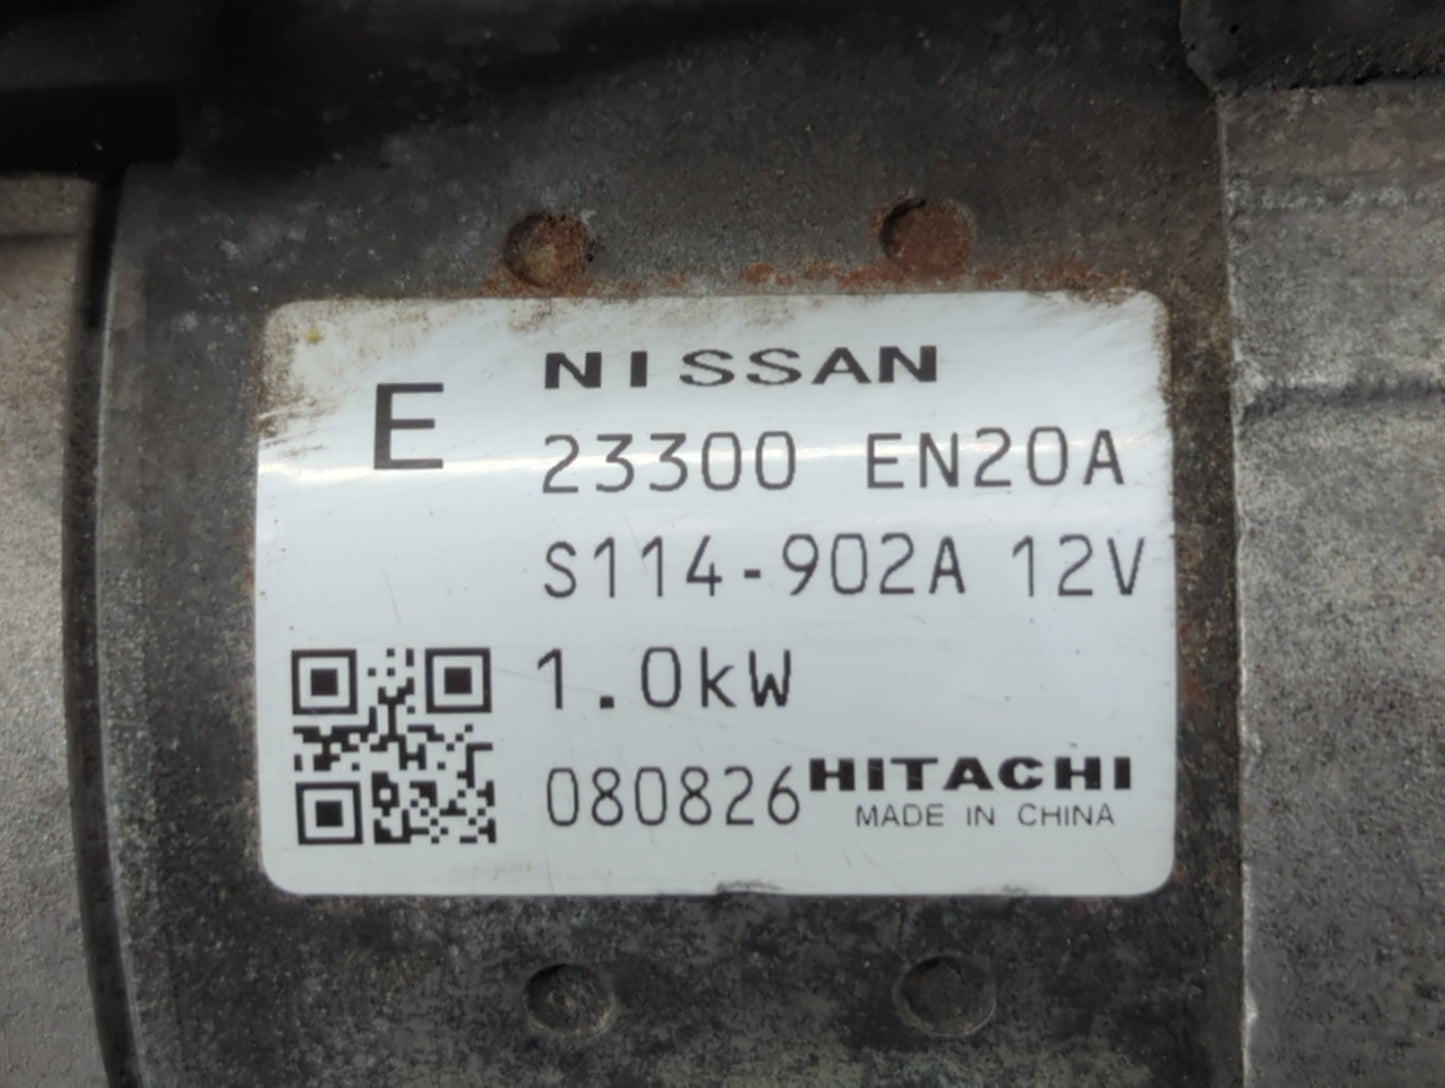 NISSAN
E
23300 EN20A
S114-902A 12V
1.0kW
080826 HITACHI
MADE IN CHINA